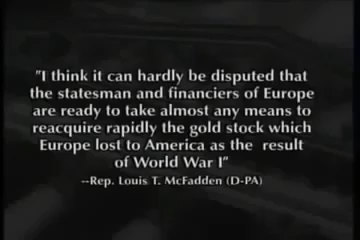 "I think it can hardly be disputed that
the statesman and financiers of Europe
are ready to take almost any means to
reacquire rapidly the gold stock which
Europe lost to America as the result
of World War I"
--Rep. Louis T. McFadden (D-PA)